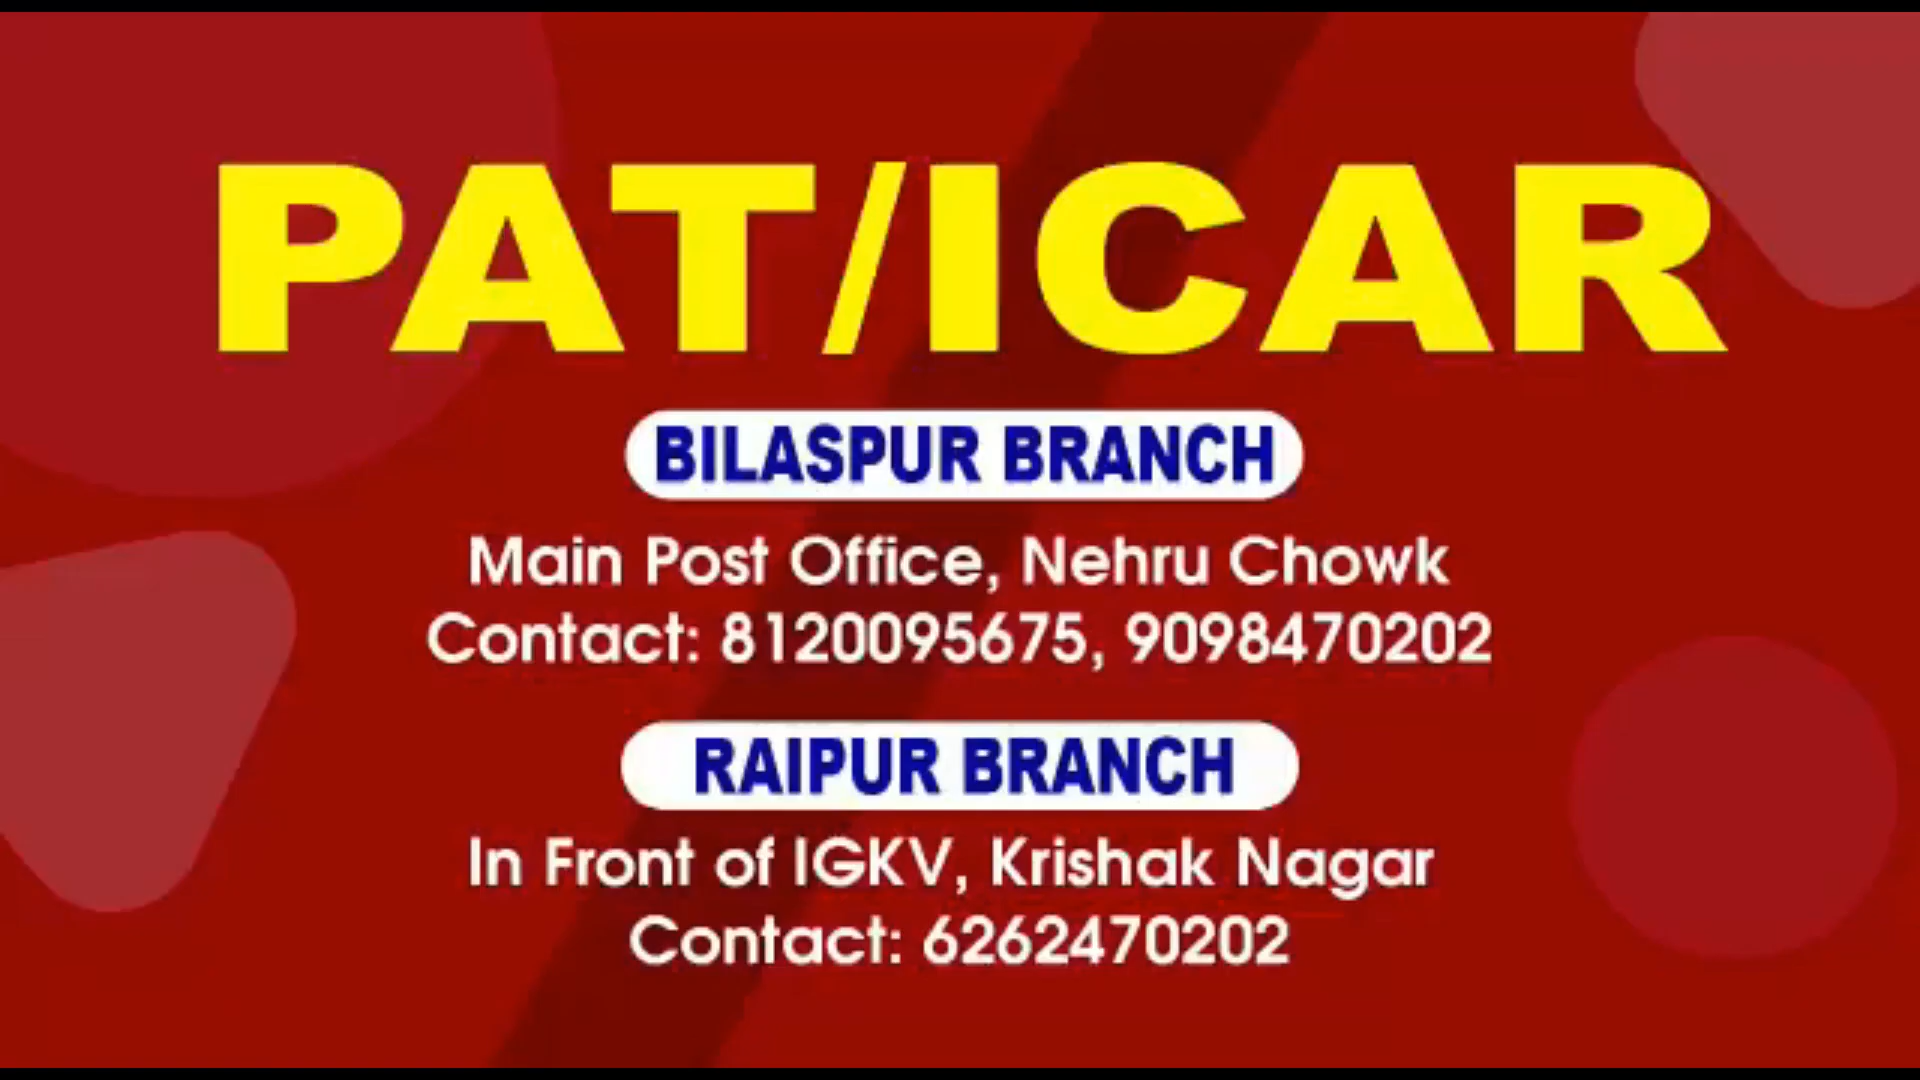 PAT/ICAR
BILASPUR BRANCH
Main Post Office, Nehru Chowk
Contact: 8120095675, 9098470202
RAIPUR BRANCH
In Front of IGKV, Krishak Nagar
Contact: 6262470202